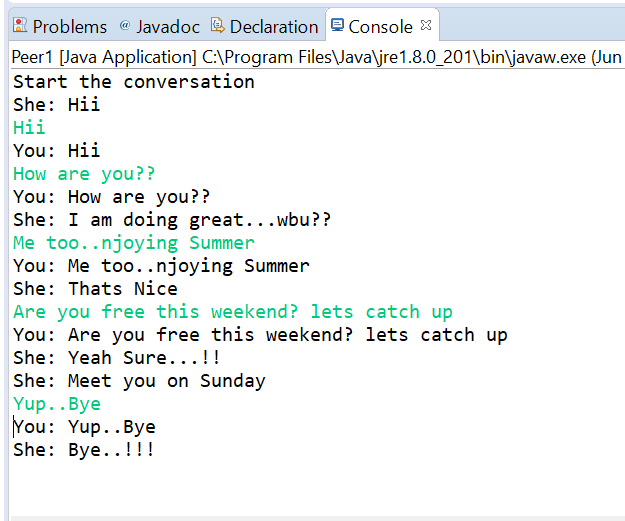 Problems @ Javadoc Declaration Console
Peer1 [Java Application] C:\Program Files\Java\jre1.8.0_201\bin\javaw.exe (Jun
Start the conversation
She: Hii
Hii
You: Hii
How are you??
You: How are you??
She: I am doing great...wbu??
Me too..njoying Summer
You: Me too..njoying Summer
She: Thats Nice
Are you free this weekend? lets catch up
You: Are you free this weekend? lets catch up
She: Yeah Sure...!!
She: Meet you on Sunday
Yup..Bye
You: Yup..Bye
She: Bye..!!!